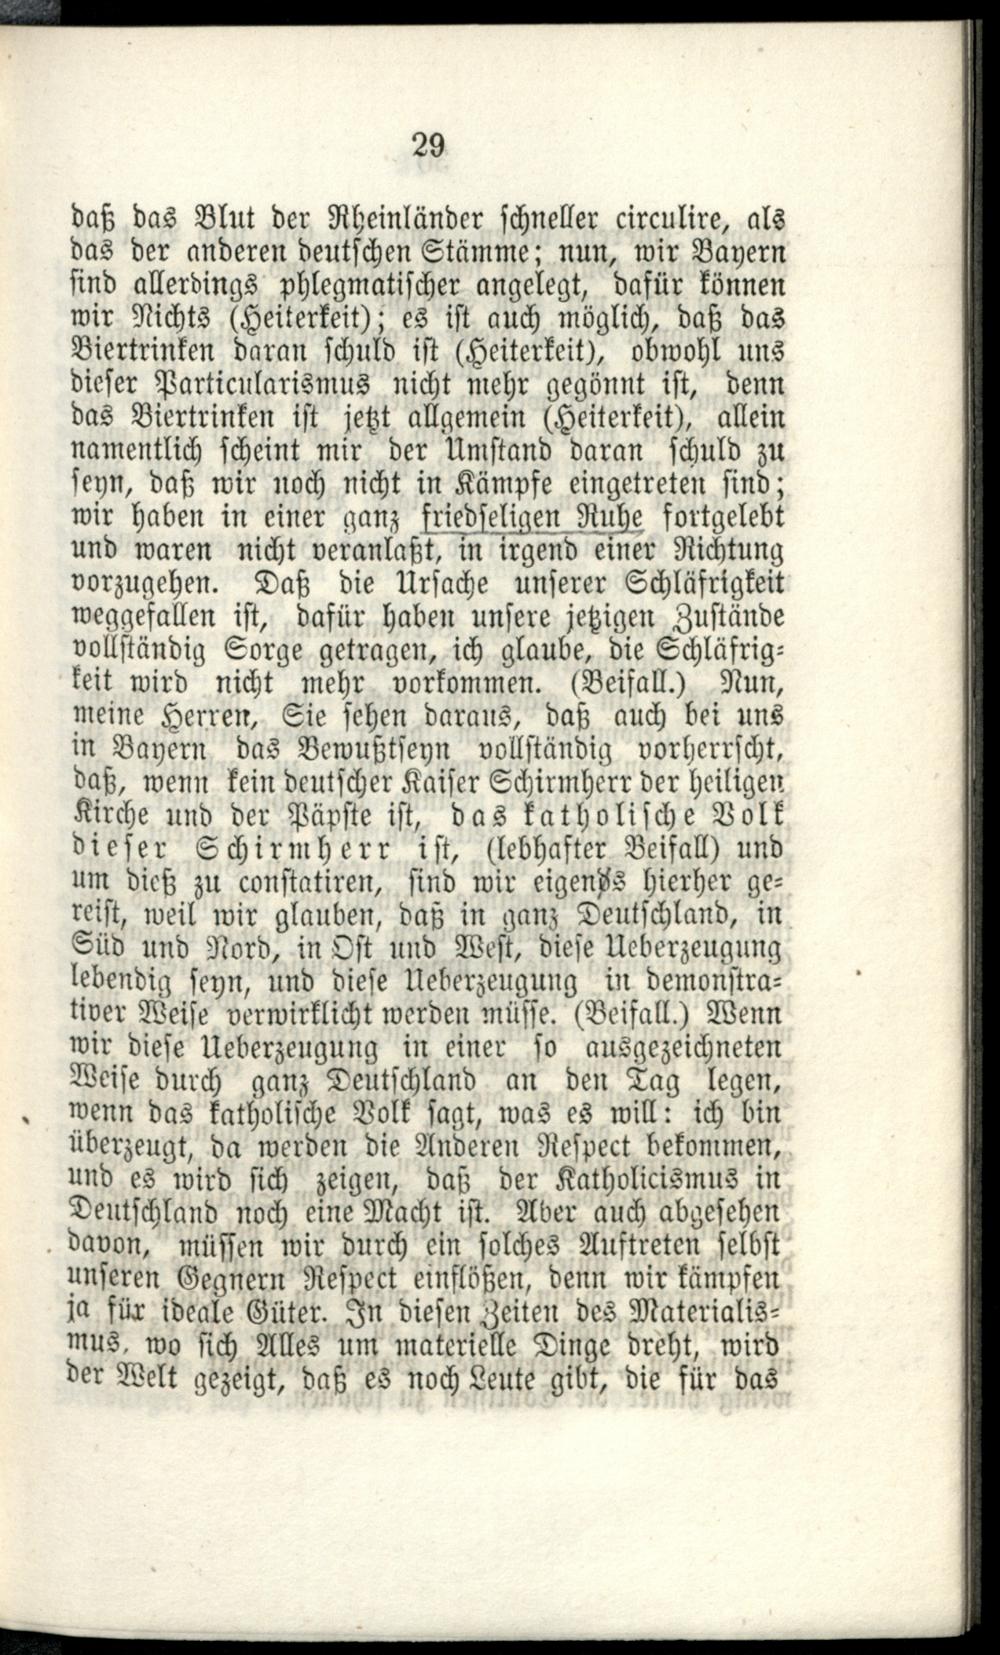 29
daß das Blut der Rheinländer schneller circulire, als
das der anderen deutschen Stämme; nun, wir Bayern
sind allerdings phlegmatischer angelegt, dafür können
wir Nichts (Heiterkeit); es ist auch möglich, daß das
Biertrinken daran schuld ist (Heiterkeit), obwohl uns
dieser Particularismus nicht mehr gegönnt ist, denn
das Biertrinken ist jetzt allgemein (Heiterkeit), allein
namentlich scheint mir der Umstand daran schuld zu
seyn, daß wir noch nicht in Kämpfe eingetreten sind;
wir haben in einer ganz friedseligen Ruhe fortgelebt
und waren nicht veranlaßt, in irgend einer Richtung
vorzugehen. Daß die Ursache unserer Schläfrigkeit
weggefallen ist, dafür haben unsere jetzigen Zustände
vollständig Sorge getragen, ich glaube, die Schläfrig-
keit wird nicht mehr vorkommen. (Beifall.) Nun,
meine Herren, Sie sehen daraus, daß auch bei uns
in Bayern das Bewußtseyn vollständig vorherrscht,
daß, wenn kein deutscher Kaiser Schirmherr der heiligen
Kirche und der Päpste ist, das katholische Volk
dieser Schirmherr ist, (lebhafter Beifall) und
um dieß zu constatiren, sind wir eigends hierher ge-
reist, weil wir glauben, daß in ganz Deutschland, in
Süd und Nord, in Ost und West, diese Ueberzeugung
lebendig seyn, und diese Ueberzeugung in demonstra-
tiver Weise verwirklicht werden müsse. (Beifall.) Wenn
wir diese Ueberzeugung in einer so ausgezeichneten
Weise durch ganz Deutschland an den Tag legen,
wenn das katholische Volk sagt, was es will: ich bin
überzeugt, da werden die Anderen Respect bekommen,
und es wird sich zeigen, daß der Katholicismus in
Deutschland noch eine Macht ist. Aber auch abgesehen
davon, müssen wir durch ein solches Auftreten selbst
unseren Gegnern Respect einflößen, denn wir kämpfen
ja für ideale Güter. In diesen Zeiten des Materialis-
mus, wo sich Alles um materielle Dinge dreht, wird
der Welt gezeigt, daß es noch Leute gibt, die für das